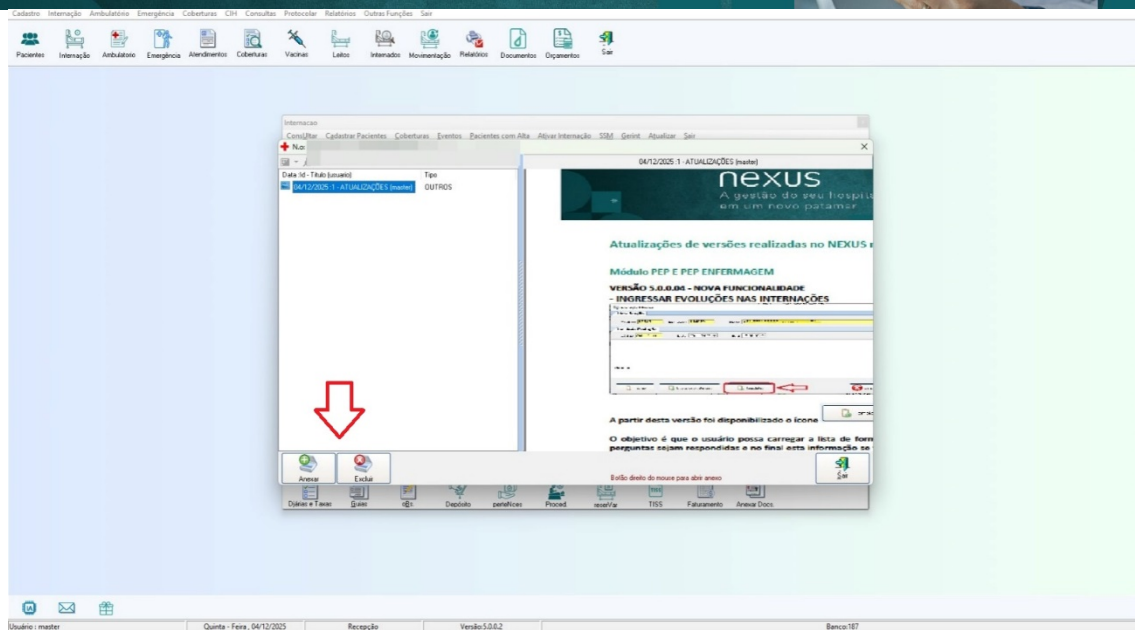 Cadastro Internação Ambulatório Emergência Coberturas CIH Consultas Protocolar Relatórios Outras Funções Sair
Pacientes Internação Ambulatorio Emergência Atendimentos Coberturas Vacinas Leitos Internados Movimentação Relatórios Documentos Orçamentos Sair
Internacao
ConsUltar Cadastrar Pacientes Coberturas Eventos Pacientes com Alta Ativar Internação SSM Gerint Atualizar Sair
04/12/2025 :1 - ATUALIZAÇÕES (master)
Data :Id - Título (usuario) Tipo
04/12/2025 :1 - ATUALIZAÇÕES (master) OUTROS
nexus
A gestão do seu hospit
em um novo patamar
Atualizações de versões realizadas no NEXUS
Módulo PEP E PEP ENFERMAGEM
VERSÃO 5.0.0.04 - NOVA FUNCIONALIDADE
- INGRESSAR EVOLUÇÕES NAS INTERNAÇÕES
A partir desta versão foi disponibilizado o ícone
O objetivo é que o usuário possa carregar a lista de form
perguntas sejam respondidas e no final esta informação se
Anexar Excluir Botão direito do mouse para abrir anexo Sair
Diárias e Taxas Guias Depósito perteNces Proced. reserVar TISS Faturamento Anexar Docs.
Usuário : master Quinta - Feira , 04/12/2025 Recepção Versão:5.0.0.2 Banco:187